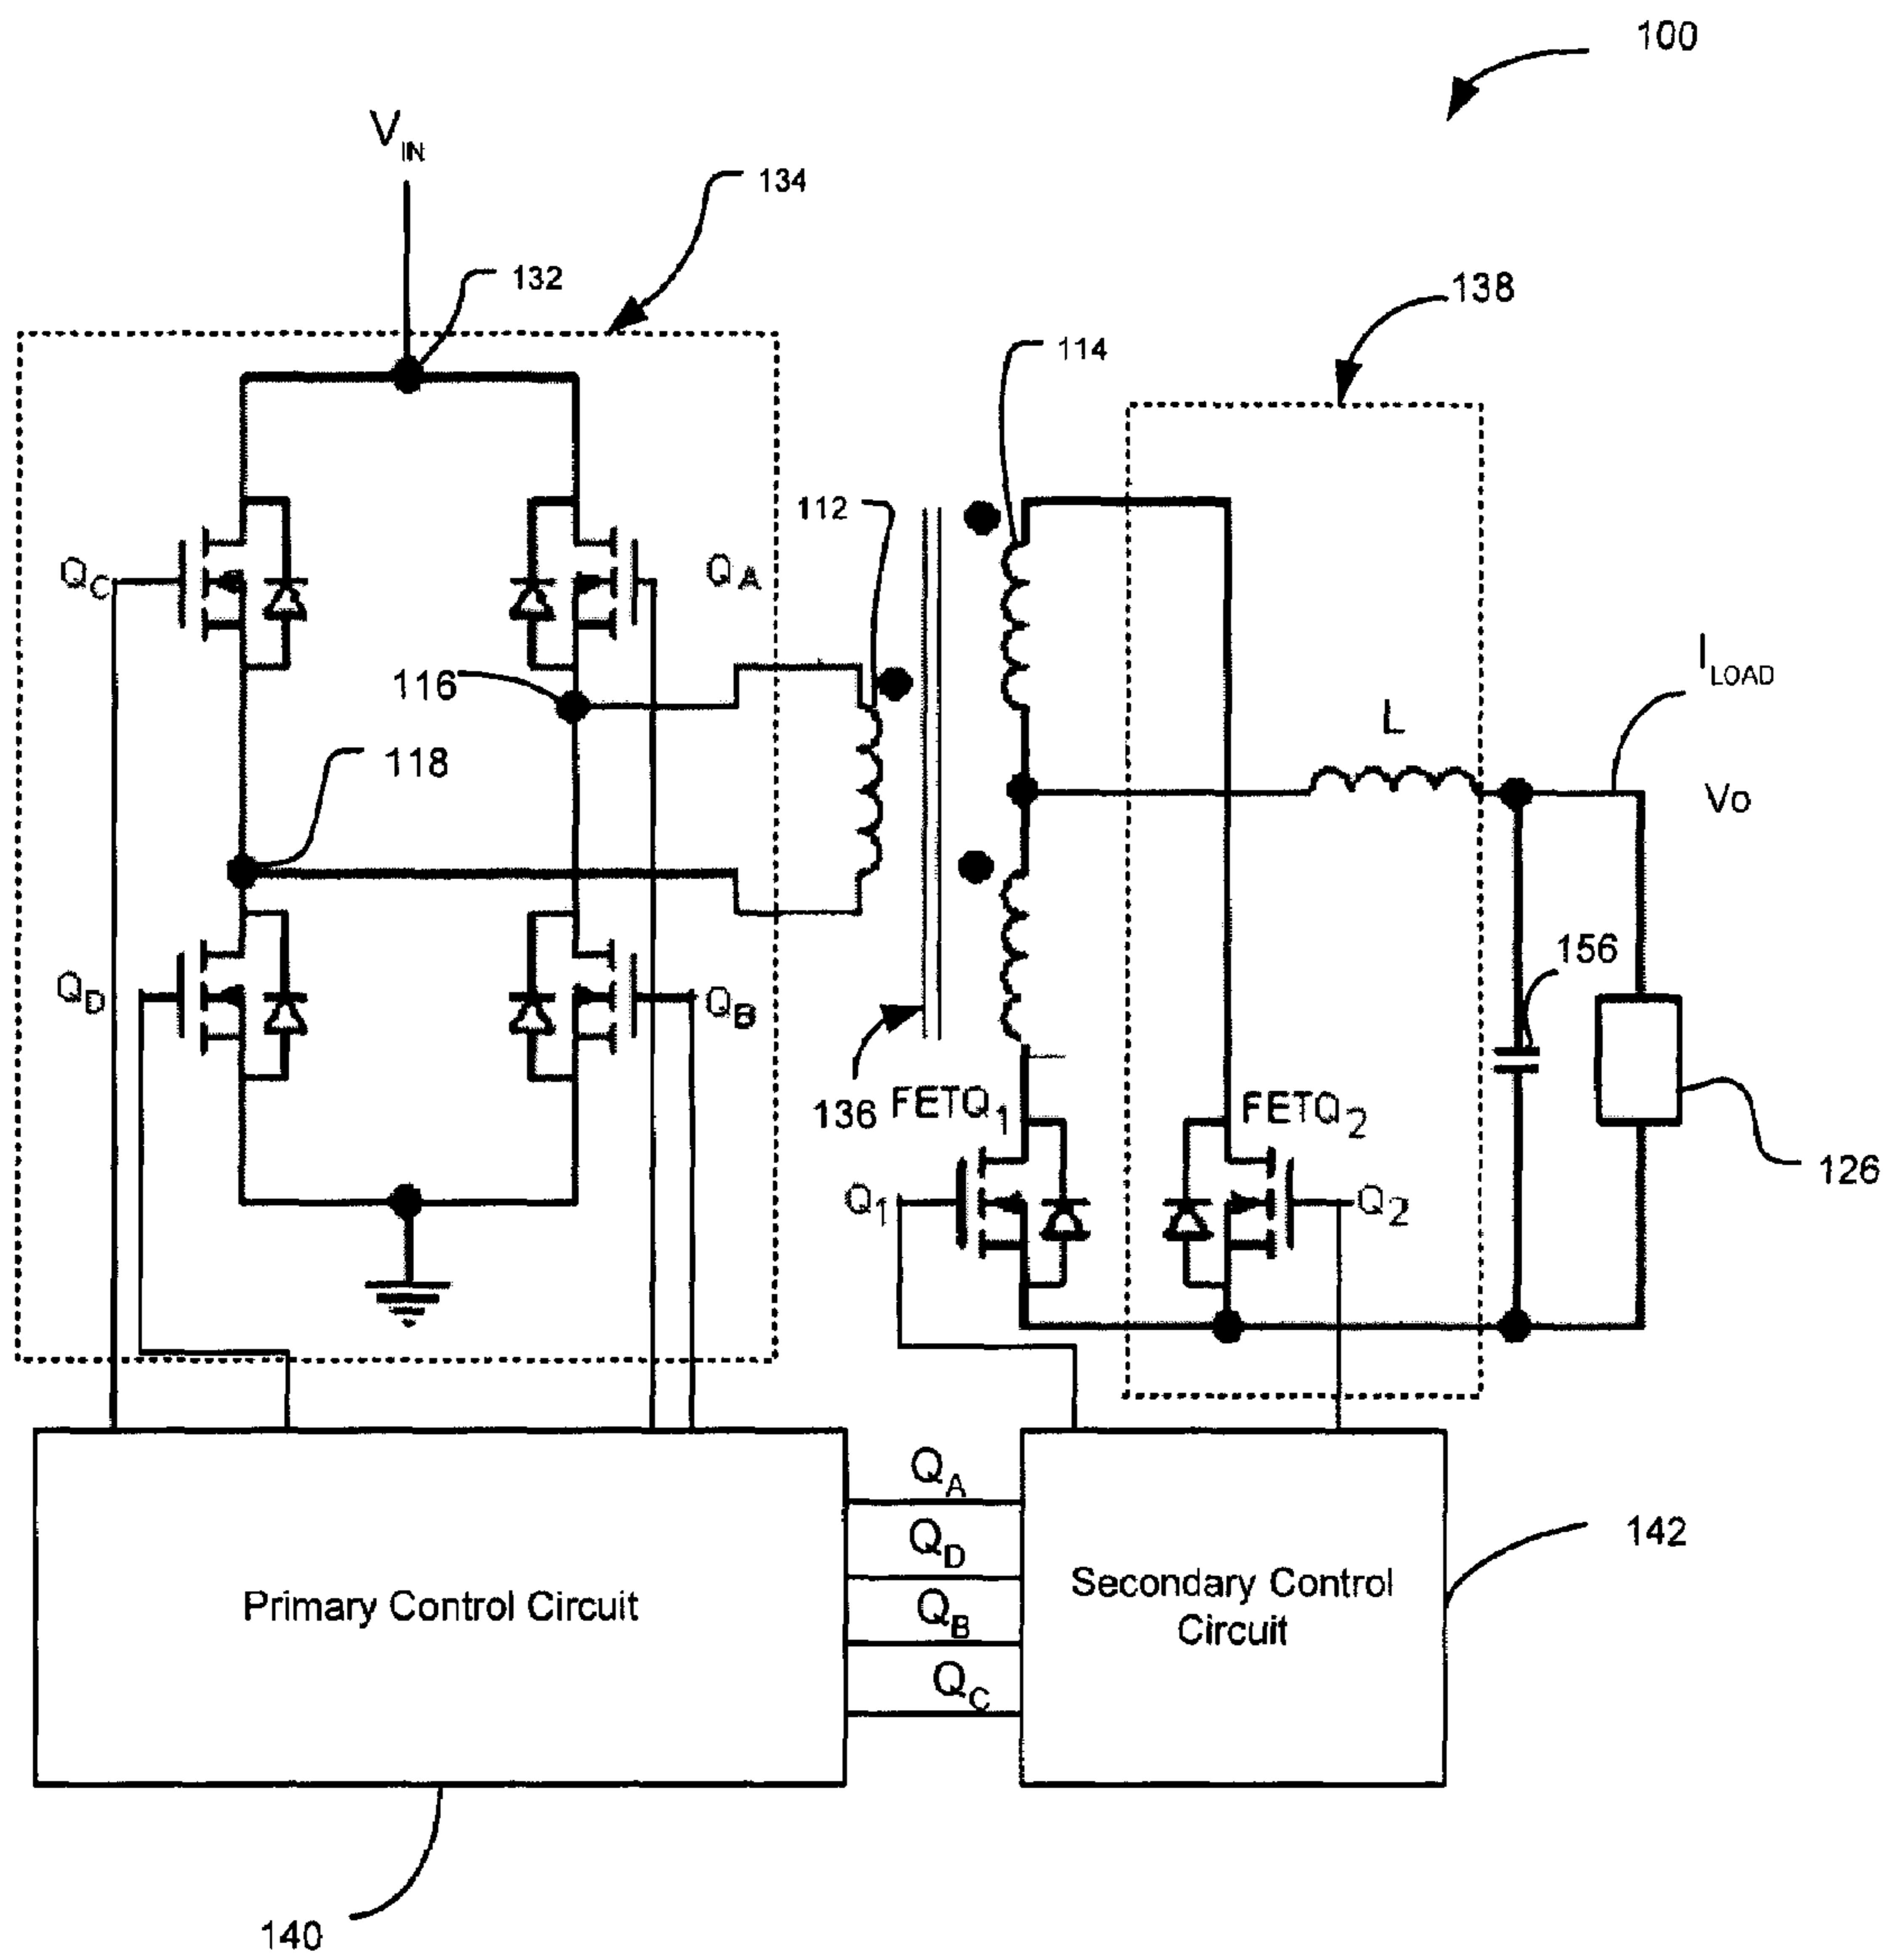 100
V_IN
134
132
138
114
112
Q_C
Q_A
116
I_LOAD
118
L
Vo
156
Q_D
Q_B
136
FETQ_1
FETQ_2
126
Q_1
Q_2
Q_A
Q_D
Q_B
Q_C
Primary Control Circuit
Secondary Control
Circuit
142
140